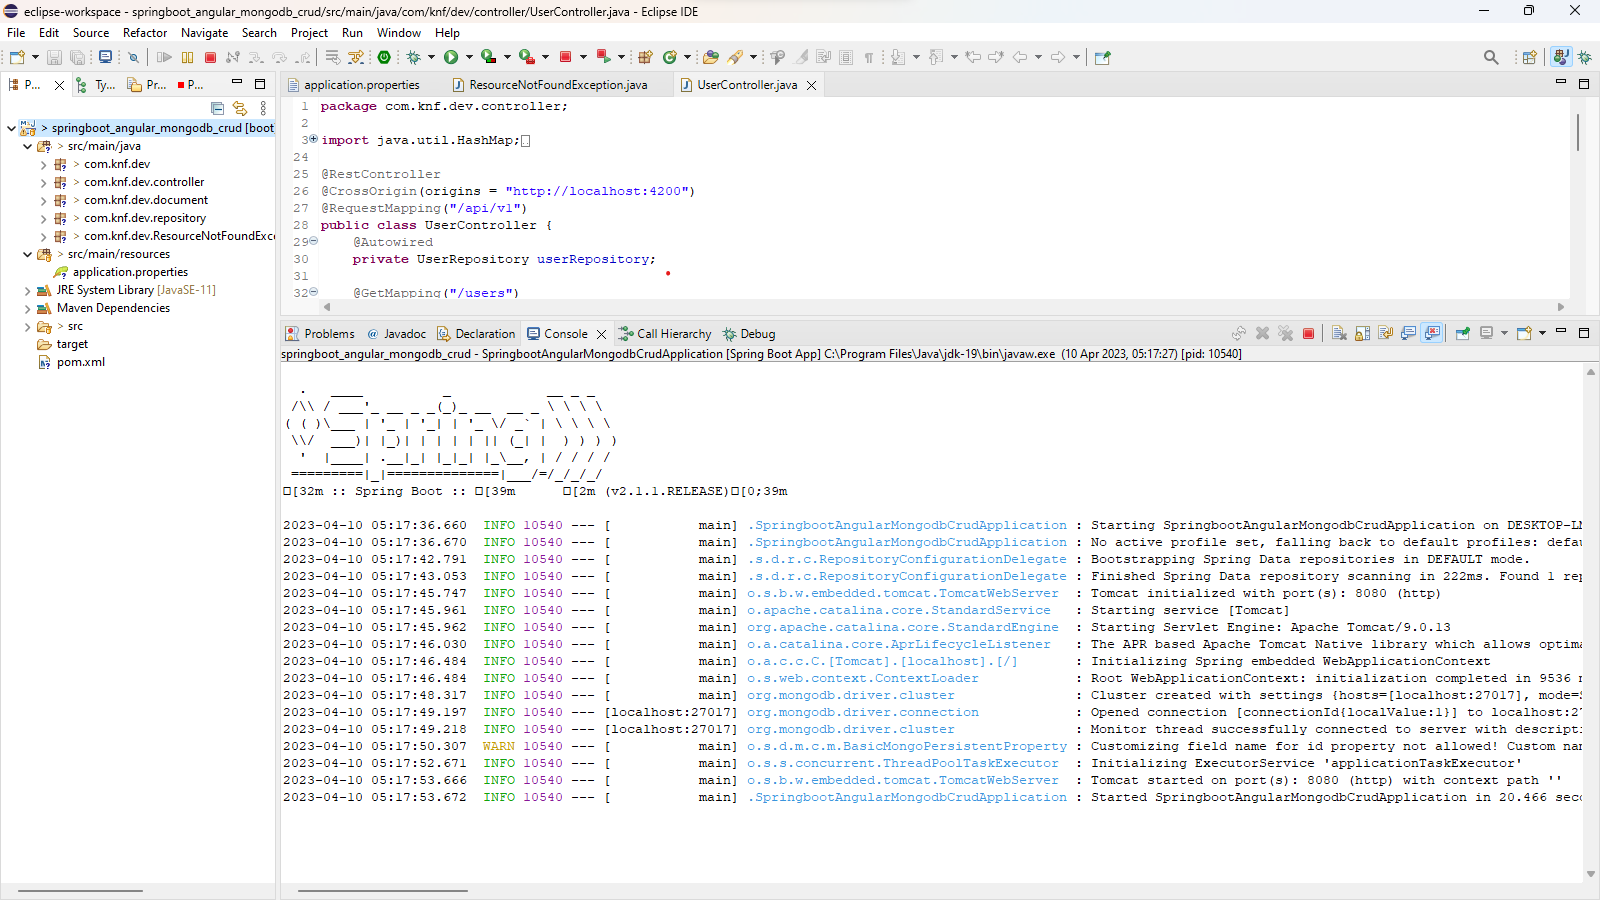 eclipse-workspace - springboot_angular_mongodb_crud/src/main/java/com/knf/dev/controller/UserController.java - Eclipse IDE
File Edit Source Refactor Navigate Search Project Run Window Help
P... Ty... Pr... P...
application.properties ResourceNotFoundException.java UserController.java
> springboot_angular_mongodb_crud [boot
> src/main/java
> com.knf.dev
> com.knf.dev.controller
> com.knf.dev.document
> com.knf.dev.repository
> com.knf.dev.ResourceNotFoundExce
> src/main/resources
application.properties
JRE System Library [JavaSE-11]
Maven Dependencies
> src
target
pom.xml
1 package com.knf.dev.controller;
2
3 import java.util.HashMap;
24
25 @RestController
26 @CrossOrigin(origins = "http://localhost:4200")
27 @RequestMapping("/api/v1")
28 public class UserController {
29 @Autowired
30 private UserRepository userRepository;
31
32 @GetMapping("/users")
Problems Javadoc Declaration Console Call Hierarchy Debug
springboot_angular_mongodb_crud - SpringbootAngularMongodbCrudApplication [Spring Boot App] C:\Program Files\Java\jdk-19\bin\javaw.exe (10 Apr 2023, 05:17:27) [pid: 10540]
  .   ____          _            __ _ _
 /\\ / ___'_ __ _ _(_)_ __  __ _ \ \ \ \
( ( )\___ | '_ | '_| | '_ \/ _` | \ \ \ \
 \\/  ___)| |_)| | | | | || (_| |  ) ) ) )
  '  |____| .__|_| |_|_| |_\__, | / / / /
 =========|_|==============|___/=/_/_/_/
[32m :: Spring Boot :: [39m [2m (v2.1.1.RELEASE)[0;39m
2023-04-10 05:17:36.660 INFO 10540 --- [ main] .SpringbootAngularMongodbCrudApplication : Starting SpringbootAngularMongodbCrudApplication on DESKTOP-LN
2023-04-10 05:17:36.670 INFO 10540 --- [ main] .SpringbootAngularMongodbCrudApplication : No active profile set, falling back to default profiles: defau
2023-04-10 05:17:42.791 INFO 10540 --- [ main] .s.d.r.c.RepositoryConfigurationDelegate : Bootstrapping Spring Data repositories in DEFAULT mode.
2023-04-10 05:17:43.053 INFO 10540 --- [ main] .s.d.r.c.RepositoryConfigurationDelegate : Finished Spring Data repository scanning in 222ms. Found 1 rep
2023-04-10 05:17:45.747 INFO 10540 --- [ main] o.s.b.w.embedded.tomcat.TomcatWebServer : Tomcat initialized with port(s): 8080 (http)
2023-04-10 05:17:45.961 INFO 10540 --- [ main] o.apache.catalina.core.StandardService : Starting service [Tomcat]
2023-04-10 05:17:45.962 INFO 10540 --- [ main] org.apache.catalina.core.StandardEngine : Starting Servlet Engine: Apache Tomcat/9.0.13
2023-04-10 05:17:46.030 INFO 10540 --- [ main] o.a.catalina.core.AprLifecycleListener : The APR based Apache Tomcat Native library which allows optima
2023-04-10 05:17:46.484 INFO 10540 --- [ main] o.a.c.c.C.[Tomcat].[localhost].[/] : Initializing Spring embedded WebApplicationContext
2023-04-10 05:17:46.484 INFO 10540 --- [ main] o.s.web.context.ContextLoader : Root WebApplicationContext: initialization completed in 9536 m
2023-04-10 05:17:48.317 INFO 10540 --- [ main] org.mongodb.driver.cluster : Cluster created with settings {hosts=[localhost:27017], mode=S
2023-04-10 05:17:49.197 INFO 10540 --- [localhost:27017] org.mongodb.driver.connection : Opened connection [connectionId{localValue:1}] to localhost:27
2023-04-10 05:17:49.218 INFO 10540 --- [localhost:27017] org.mongodb.driver.cluster : Monitor thread successfully connected to server with descripti
2023-04-10 05:17:50.307 WARN 10540 --- [ main] o.s.d.m.c.m.BasicMongoPersistentProperty : Customizing field name for id property not allowed! Custom nam
2023-04-10 05:17:52.671 INFO 10540 --- [ main] o.s.s.concurrent.ThreadPoolTaskExecutor : Initializing ExecutorService 'applicationTaskExecutor'
2023-04-10 05:17:53.666 INFO 10540 --- [ main] o.s.b.w.embedded.tomcat.TomcatWebServer : Tomcat started on port(s): 8080 (http) with context path ''
2023-04-10 05:17:53.672 INFO 10540 --- [ main] .SpringbootAngularMongodbCrudApplication : Started SpringbootAngularMongodbCrudApplication in 20.466 seco